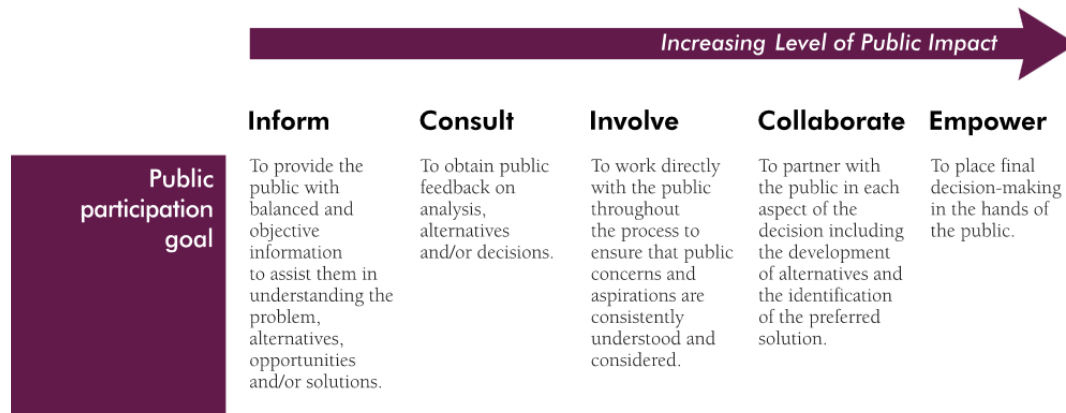 Increasing Level of Public Impact
Inform
Consult
Involve
Collaborate
Empower
Public
participation
goal
To provide the
public with
balanced and
objective
information
to assist them in
understanding the
problem,
alternatives,
opportunities
and/or solutions.
To obtain public
feedback on
analysis,
alternatives
and/or decisions.
To work directly
with the public
throughout
the process to
ensure that public
concerns and
aspirations are
consistently
understood and
considered.
To partner with
the public in each
aspect of the
decision including
the development
of alternatives and
the identification
of the preferred
solution.
To place final
decision-making
in the hands of
the public.